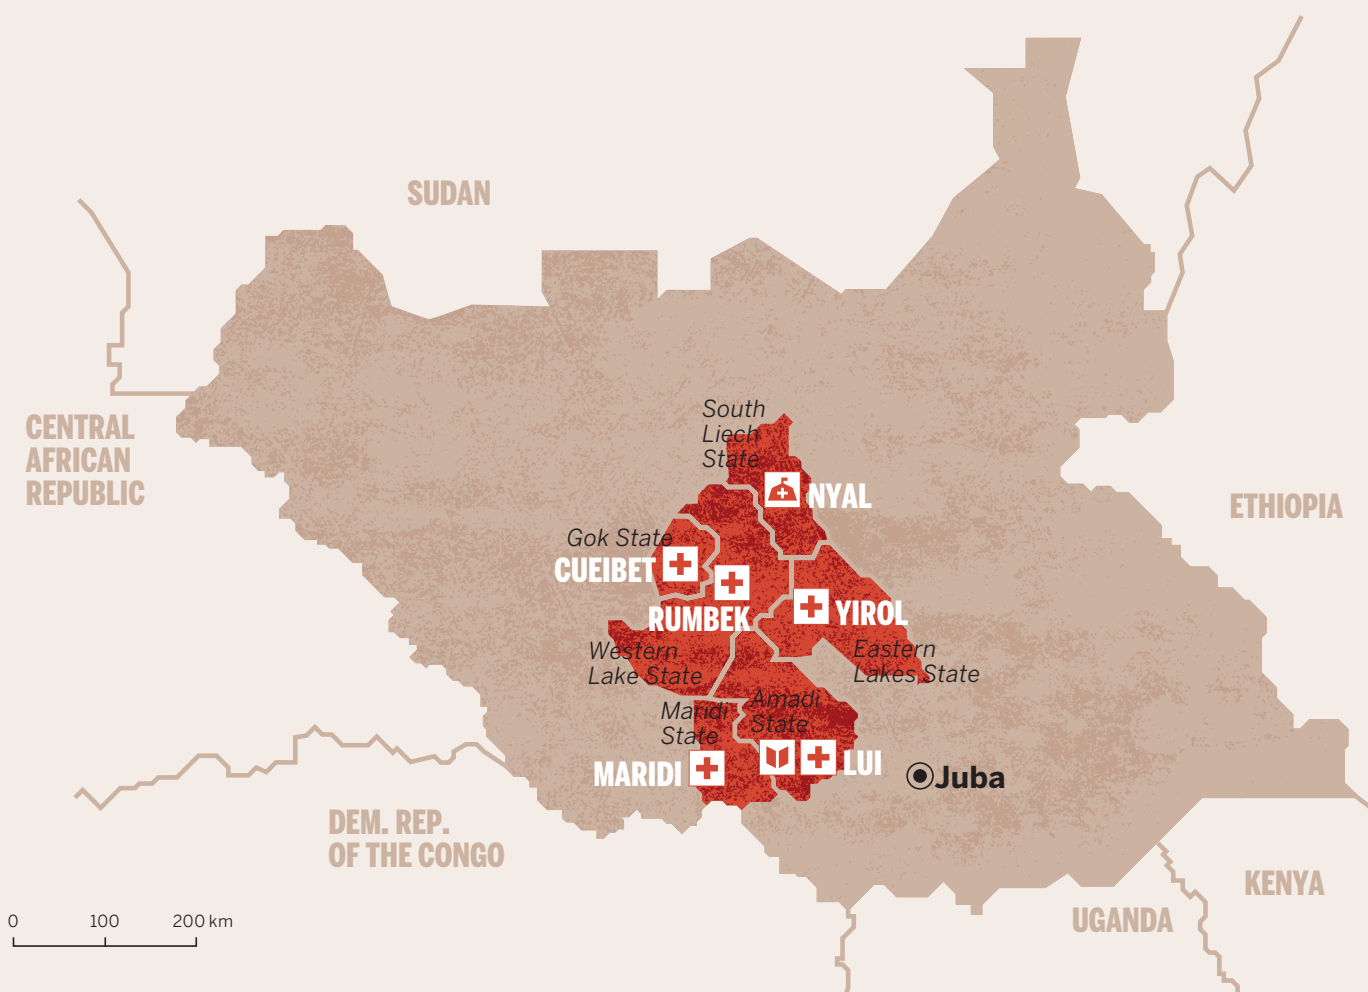 SUDAN
CENTRAL
AFRICAN
REPUBLIC
South
Liech
State
NYAL
ETHIOPIA
Gok State
CUEIBET
RUMBEK
YIROL
Western
Lake State
Eastern
Lakes State
Maridi
State
Amadi
State
MARIDI
LUI
Juba
DEM. REP.
OF THE CONGO
KENYA
UGANDA
0 100 200 km